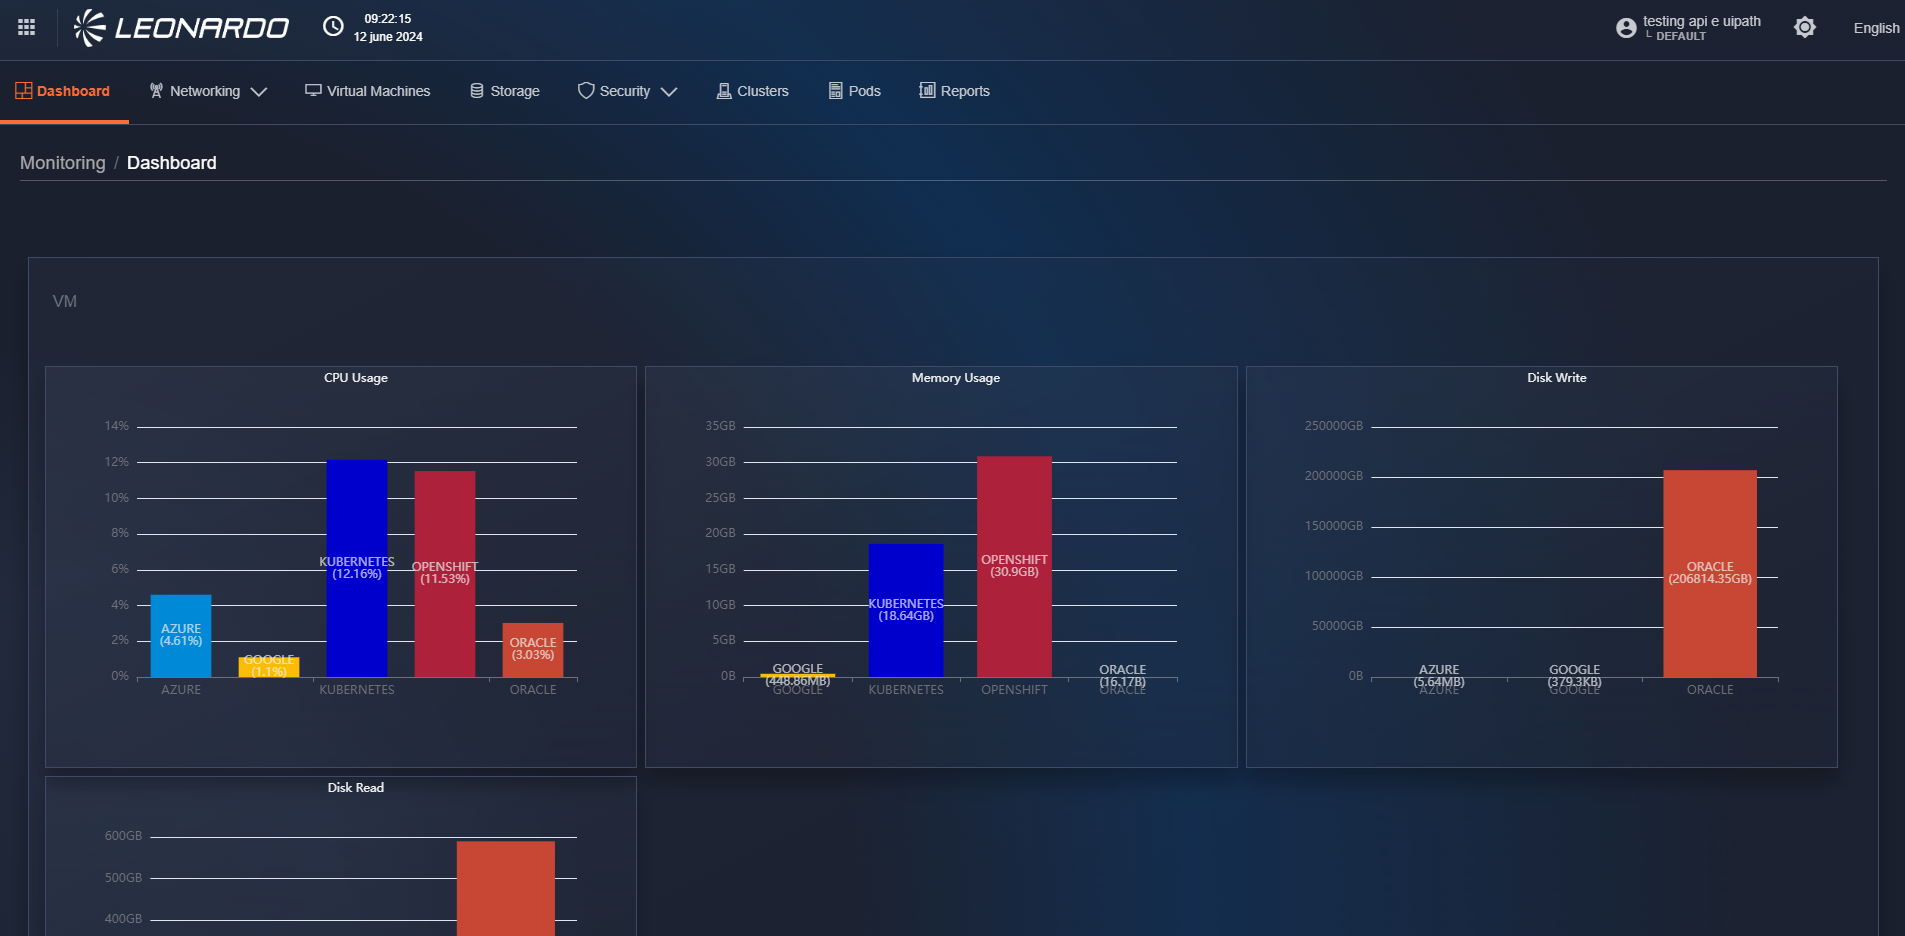 LEONARDO
09:22:15
12 june 2024
testing api e uipath
└ DEFAULT
English
Dashboard
Networking
Virtual Machines
Storage
Security
Clusters
Pods
Reports
Monitoring / Dashboard
VM
CPU Usage
14%
12%
10%
8%
6%
4%
2%
0%
AZURE
(4.61%)
GOOGLE
(1.1%)
KUBERNETES
(12.16%)
OPENSHIFT
(11.53%)
ORACLE
(3.03%)
AZURE
KUBERNETES
ORACLE
Memory Usage
35GB
30GB
25GB
20GB
15GB
10GB
5GB
0B
GOOGLE
(448.86MB)
KUBERNETES
(18.64GB)
OPENSHIFT
(30.9GB)
ORACLE
(16.17B)
GOOGLE
KUBERNETES
OPENSHIFT
ORACLE
Disk Write
250000GB
200000GB
150000GB
100000GB
50000GB
0B
AZURE
(5.64MB)
GOOGLE
(379.3KB)
ORACLE
(206814.35GB)
AZURE
GOOGLE
ORACLE
Disk Read
600GB
500GB
400GB